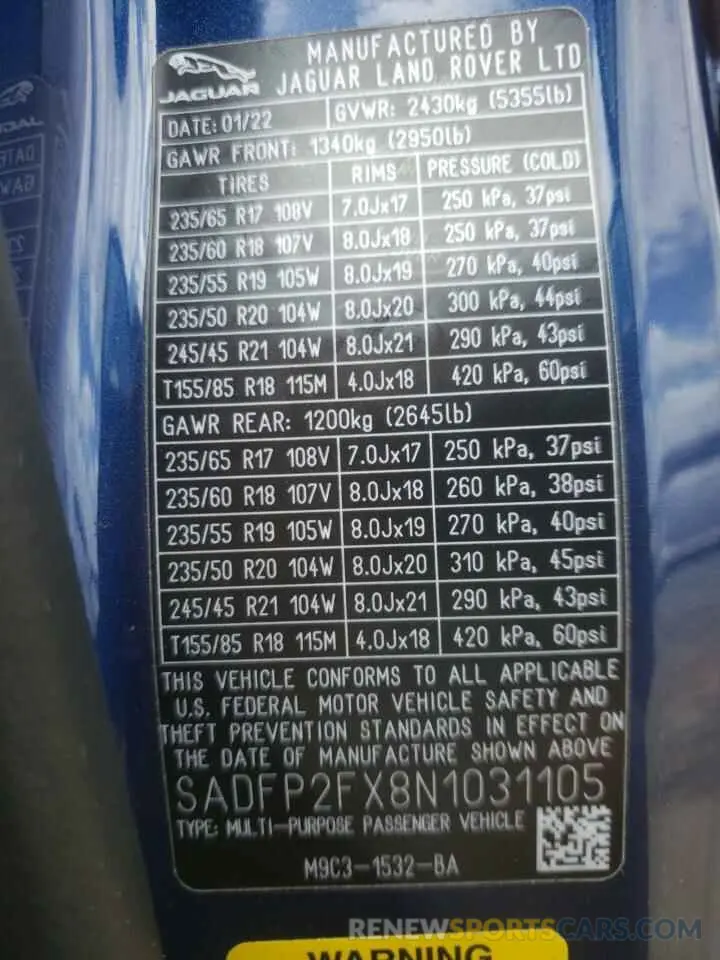 JAGUAR
MANUFACTURED BY
JAGUAR LAND ROVER LTD
DATE: 01/22 GVWR: 2430kg (5355lb)
GAWR FRONT: 1340kg (2950lb)
TIRES RIMS PRESSURE (COLD)
235/65 R17 108V 7.0Jx17 250 kPa, 37psi
235/60 R18 107V 8.0Jx18 250 kPa, 37psi
235/55 R19 105W 8.0Jx19 270 kPa, 40psi
235/50 R20 104W 8.0Jx20 300 kPa, 44psi
245/45 R21 104W 8.0Jx21 290 kPa, 43psi
T155/85 R18 115M 4.0Jx18 420 kPa, 60psi
GAWR REAR: 1200kg (2645lb)
235/65 R17 108V 7.0Jx17 250 kPa, 37psi
235/60 R18 107V 8.0Jx18 260 kPa, 38psi
235/55 R19 105W 8.0Jx19 270 kPa, 40psi
235/50 R20 104W 8.0Jx20 310 kPa, 45psi
245/45 R21 104W 8.0Jx21 290 kPa, 43psi
T155/85 R18 115M 4.0Jx18 420 kPa, 60psi
THIS VEHICLE CONFORMS TO ALL APPLICABLE
U.S. FEDERAL MOTOR VEHICLE SAFETY AND
THEFT PREVENTION STANDARDS IN EFFECT ON
THE DATE OF MANUFACTURE SHOWN ABOVE
SADFP2FX8N1031105
TYPE: MULTI-PURPOSE PASSENGER VEHICLE
M9C3-1532-BA
RENEWSPORTSCARS.COM
WARNING